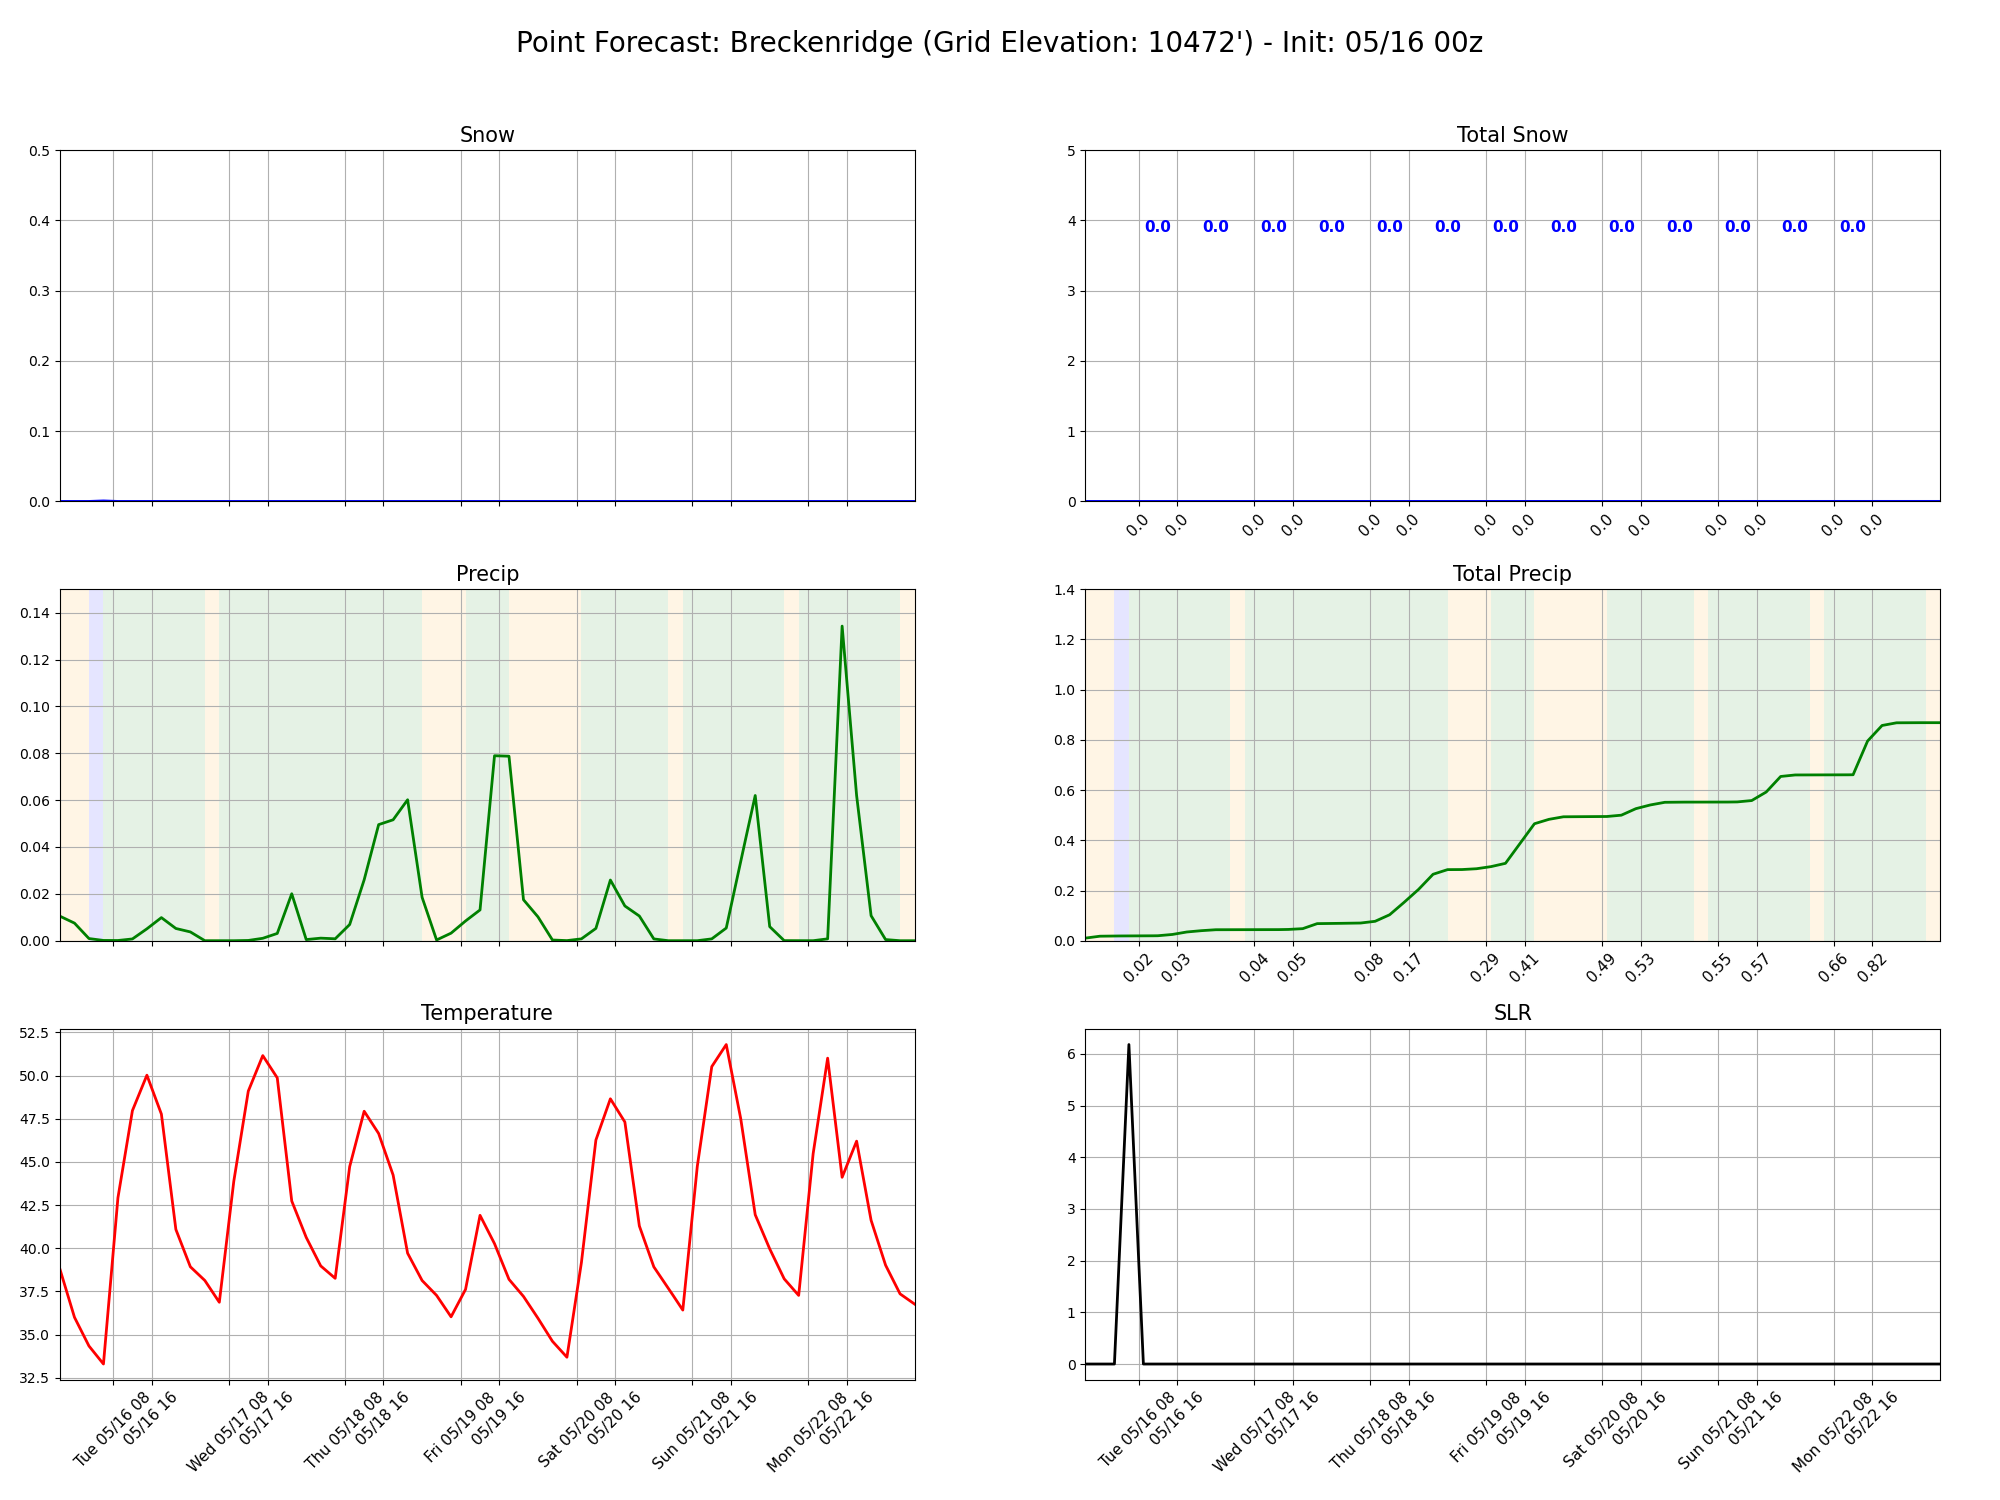 Point Forecast: Breckenridge (Grid Elevation: 10472') - Init: 05/16 00z
Snow
0.5
0.4
0.3
0.2
0.1
0.0
Total Snow
5
4
3
2
1
0
0.0 0.0 0.0 0.0 0.0 0.0 0.0 0.0 0.0 0.0 0.0 0.0 0.0
0.0 0.0 0.0 0.0 0.0 0.0 0.0 0.0 0.0 0.0 0.0 0.0 0.0 0.0
Precip
0.14
0.12
0.10
0.08
0.06
0.04
0.02
0.00
Total Precip
1.4
1.2
1.0
0.8
0.6
0.4
0.2
0.0
0.02 0.03 0.04 0.05 0.08 0.17 0.29 0.41 0.49 0.53 0.55 0.57 0.66 0.82
Temperature
52.5
50.0
47.5
45.0
42.5
40.0
37.5
35.0
32.5
Tue 05/16 08
05/16 16
Wed 05/17 08
05/17 16
Thu 05/18 08
05/18 16
Fri 05/19 08
05/19 16
Sat 05/20 08
05/20 16
Sun 05/21 08
05/21 16
Mon 05/22 08
05/22 16
SLR
6
5
4
3
2
1
0
Tue 05/16 08
05/16 16
Wed 05/17 08
05/17 16
Thu 05/18 08
05/18 16
Fri 05/19 08
05/19 16
Sat 05/20 08
05/20 16
Sun 05/21 08
05/21 16
Mon 05/22 08
05/22 16